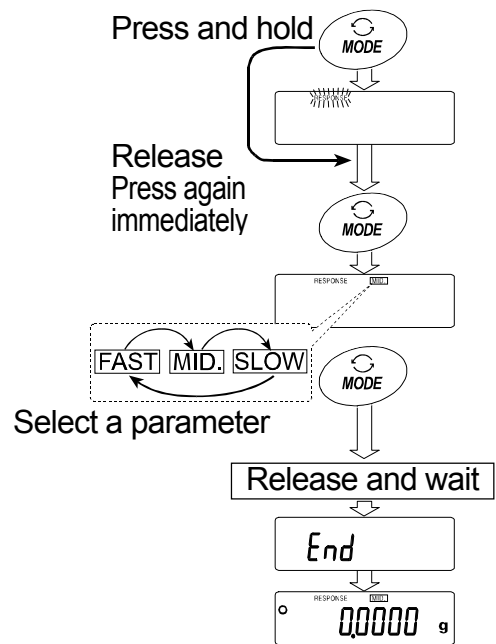 Press and hold
MODE
RESPONSE
Release
Press again
immediately
MODE
RESPONSE MID.
FAST MID. SLOW
MODE
Select a parameter
Release and wait
End
RESPONSE MID.
0.0000 g